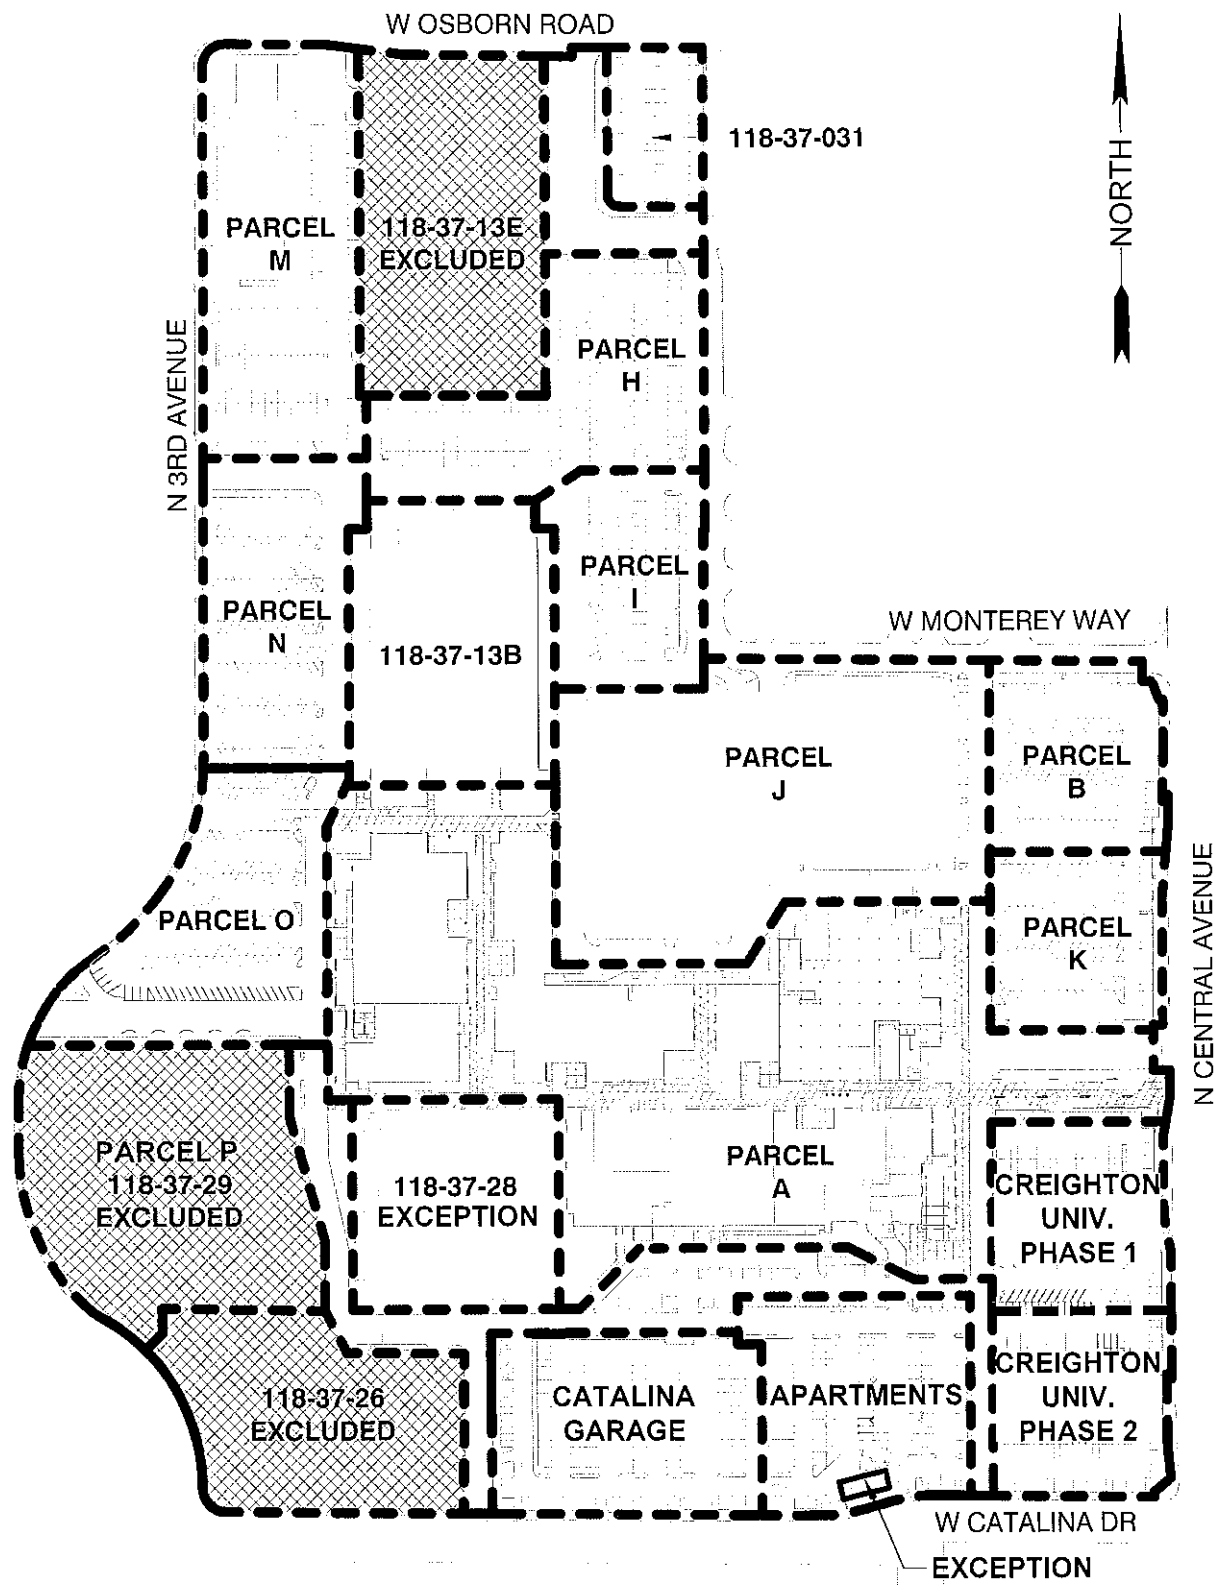 W OSBORN ROAD
118-37-031
NORTH
PARCEL
M
118-37-13E
EXCLUDED
PARCEL
H
N 3RD AVENUE
PARCEL
I
PARCEL
N
118-37-13B
W MONTEREY WAY
PARCEL
J
PARCEL
B
PARCEL O
PARCEL
K
N CENTRAL AVENUE
PARCEL P
118-37-29
EXCLUDED
118-37-28
EXCEPTION
PARCEL
A
CREIGHTON
UNIV.
PHASE 1
118-37-26
EXCLUDED
CATALINA
GARAGE
APARTMENTS
CREIGHTON
UNIV.
PHASE 2
W CATALINA DR
EXCEPTION